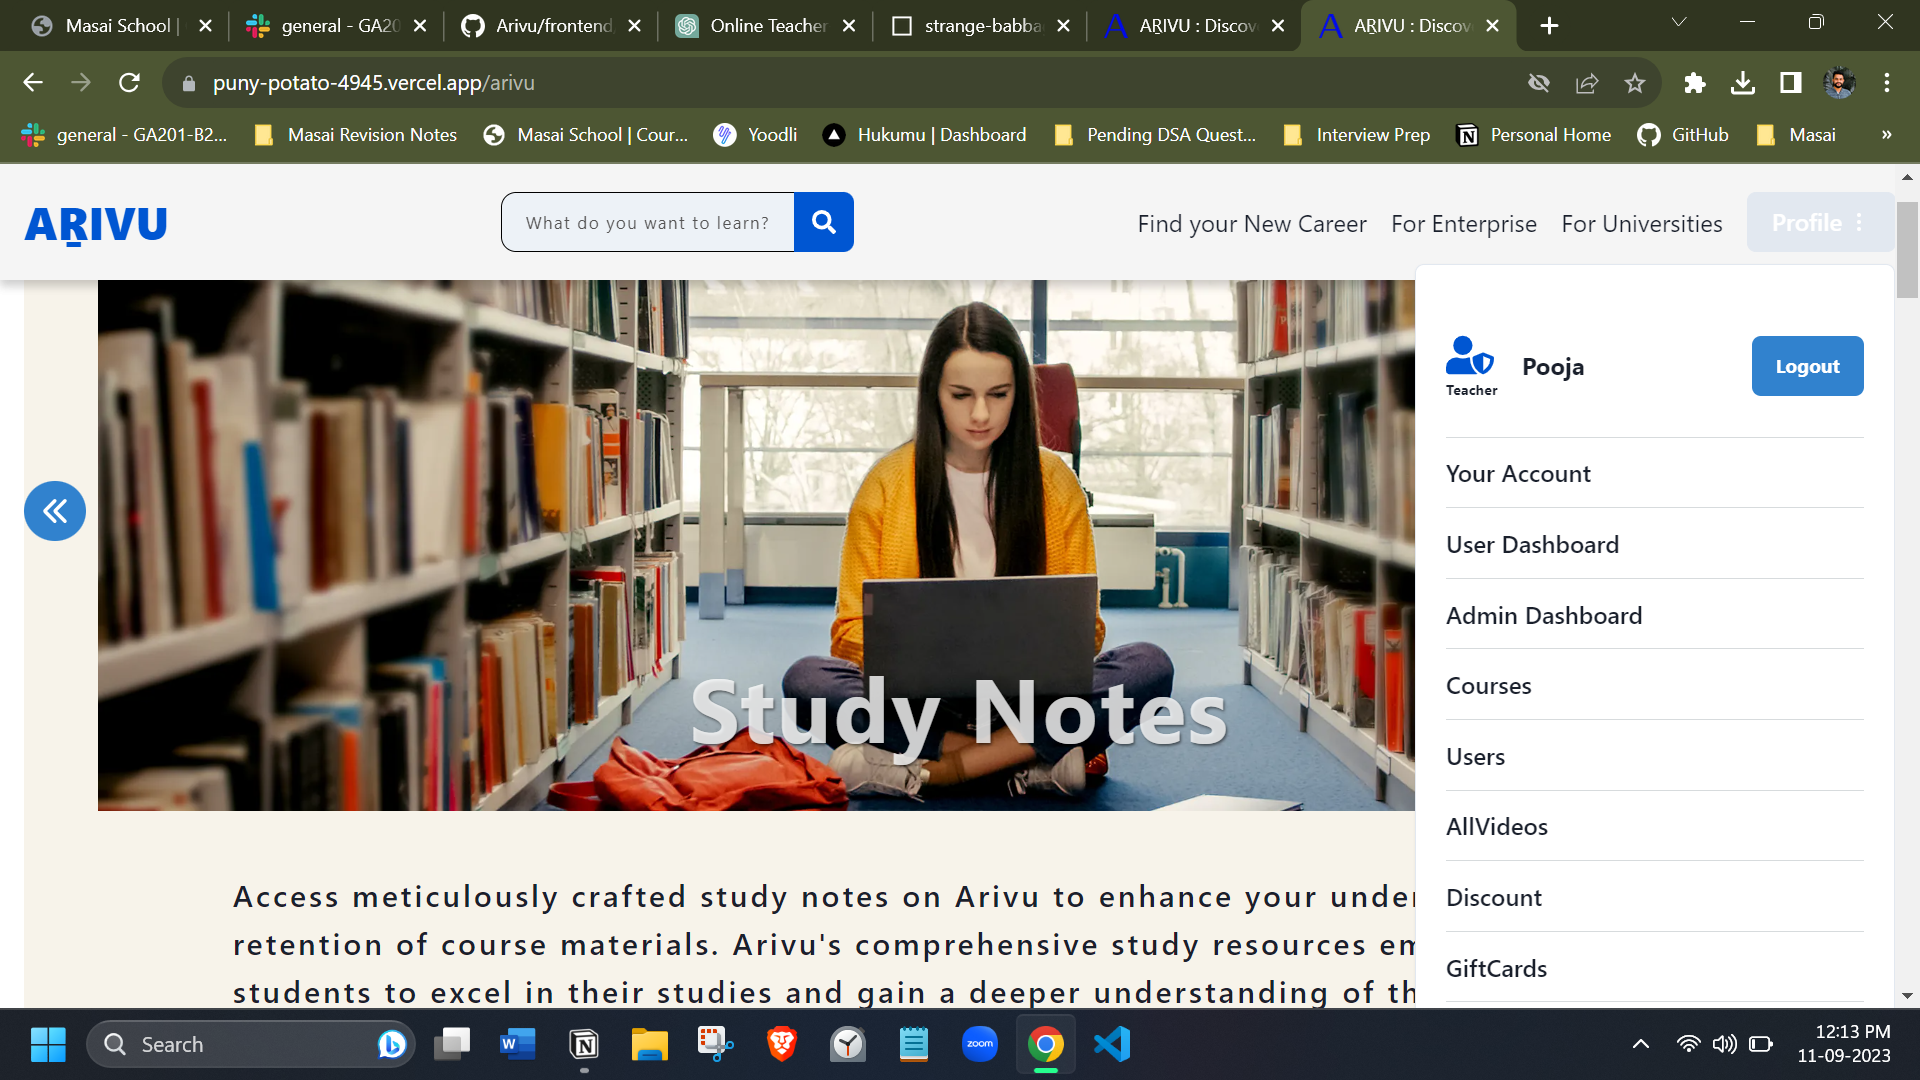 Masai School |
general - GA20
Arivu/frontend
Online Teacher
strange-babba
AṞIVU : Discov
AṞIVU : Discov
puny-potato-4945.vercel.app/arivu
general - GA201-B2...
Masai Revision Notes
Masai School | Cour...
Yoodli
Hukumu | Dashboard
Pending DSA Quest...
Interview Prep
Personal Home
GitHub
Masai
»
AṞIVU
What do you want to learn?
Find your New Career
For Enterprise
For Universities
Profile
Teacher
Pooja
Logout
Your Account
User Dashboard
Admin Dashboard
Courses
Users
AllVideos
Discount
GiftCards
Study Notes
Access meticulously crafted study notes on Arivu to enhance your under
retention of course materials. Arivu's comprehensive study resources em
students to excel in their studies and gain a deeper understanding of th
Search
zoom
12:13 PM
11-09-2023